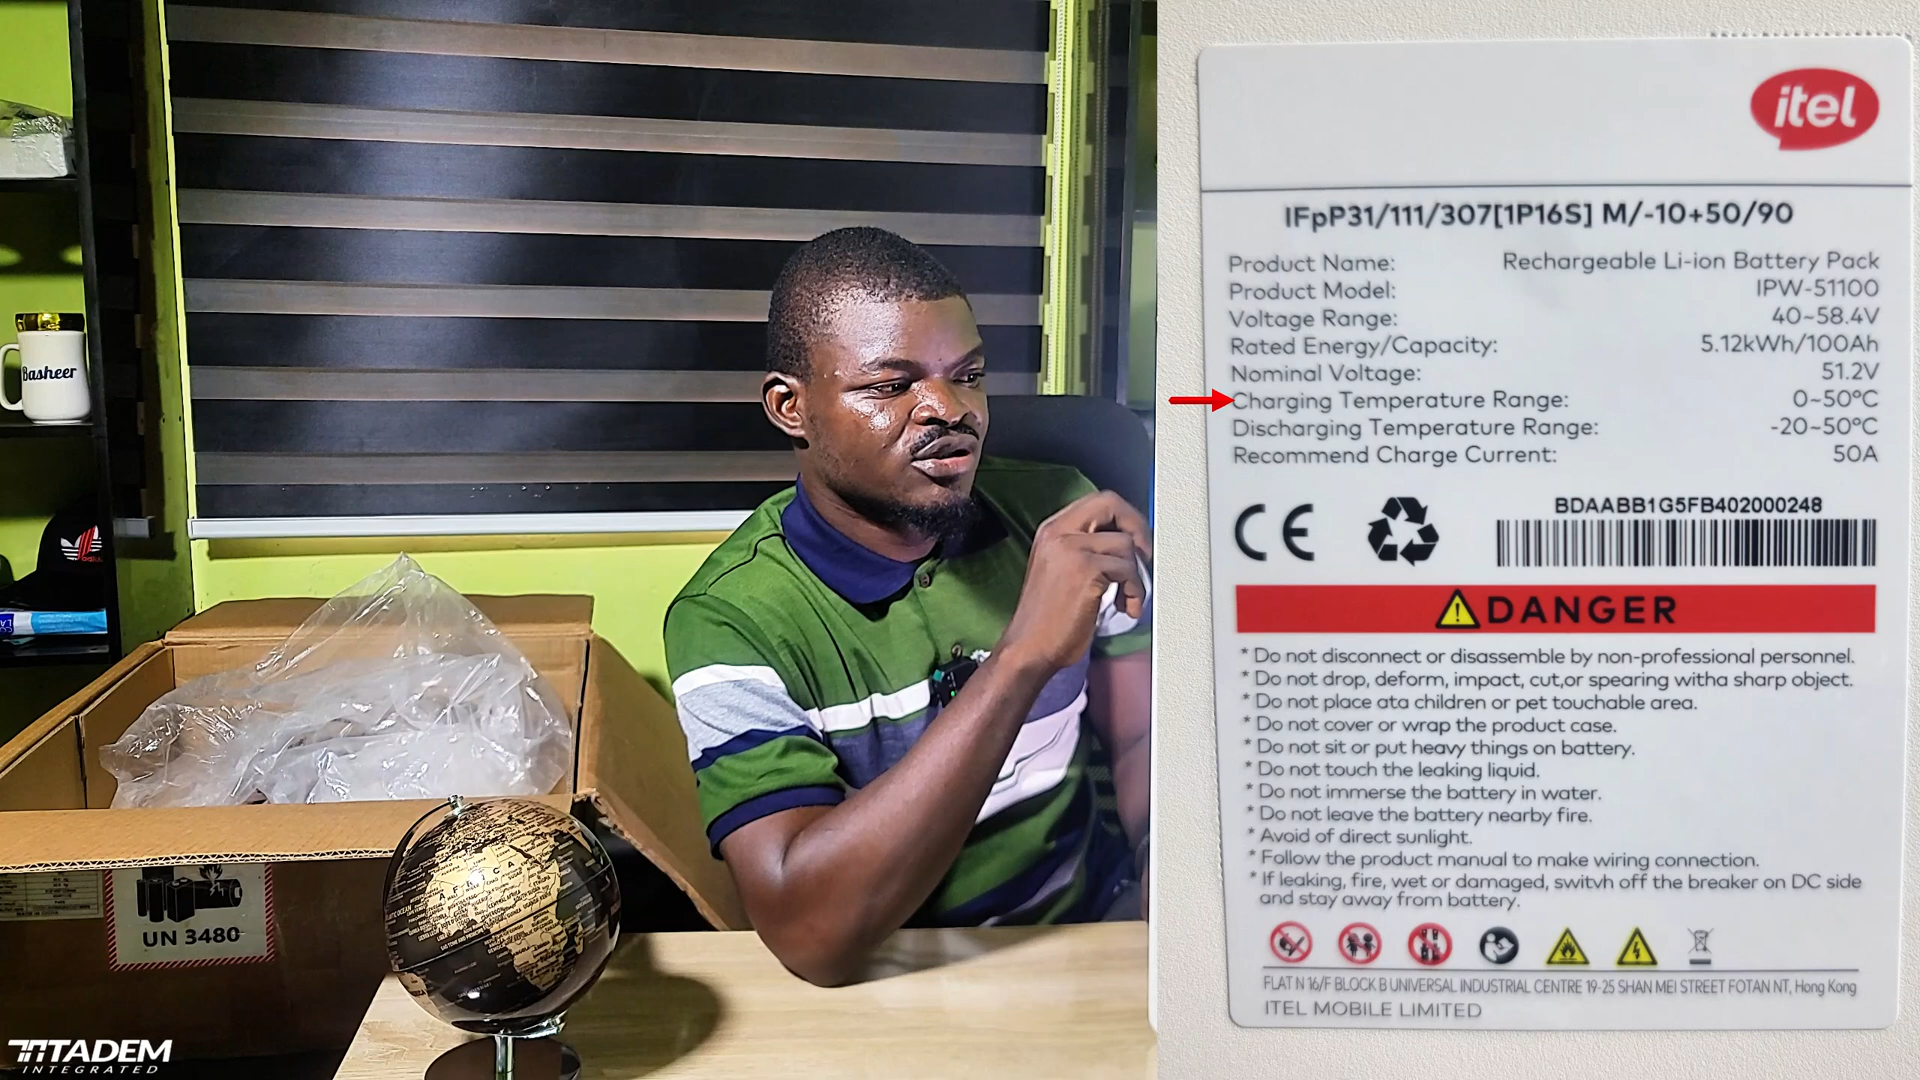 Basheer
UN 3480
AFRICA
TADEM
INTEGRATED
itel
IFpP31/111/307[1P16S] M/-10+50/90
Product Name: Rechargeable Li-ion Battery Pack
Product Model: IPW-51100
Voltage Range: 40~58.4V
Rated Energy/Capacity: 5.12kWh/100Ah
Nominal Voltage: 51.2V
Charging Temperature Range: 0~50°C
Discharging Temperature Range: -20~50°C
Recommend Charge Current: 50A
CE
BDAABB1G5FB402000248
DANGER
* Do not disconnect or disassemble by non-professional personnel.
* Do not drop, deform, impact, cut,or spearing witha sharp object.
* Do not place ata children or pet touchable area.
* Do not cover or wrap the product case.
* Do not sit or put heavy things on battery.
* Do not touch the leaking liquid.
* Do not immerse the battery in water.
* Do not leave the battery nearby fire.
* Avoid of direct sunlight.
* Follow the product manual to make wiring connection.
* If leaking, fire, wet or damaged, switvh off the breaker on DC side
and stay away from battery.
FLAT N 16/F BLOCK B UNIVERSAL INDUSTRIAL CENTRE 19-25 SHAN MEI STREET FOTAN NT, Hong Kong
ITEL MOBILE LIMITED